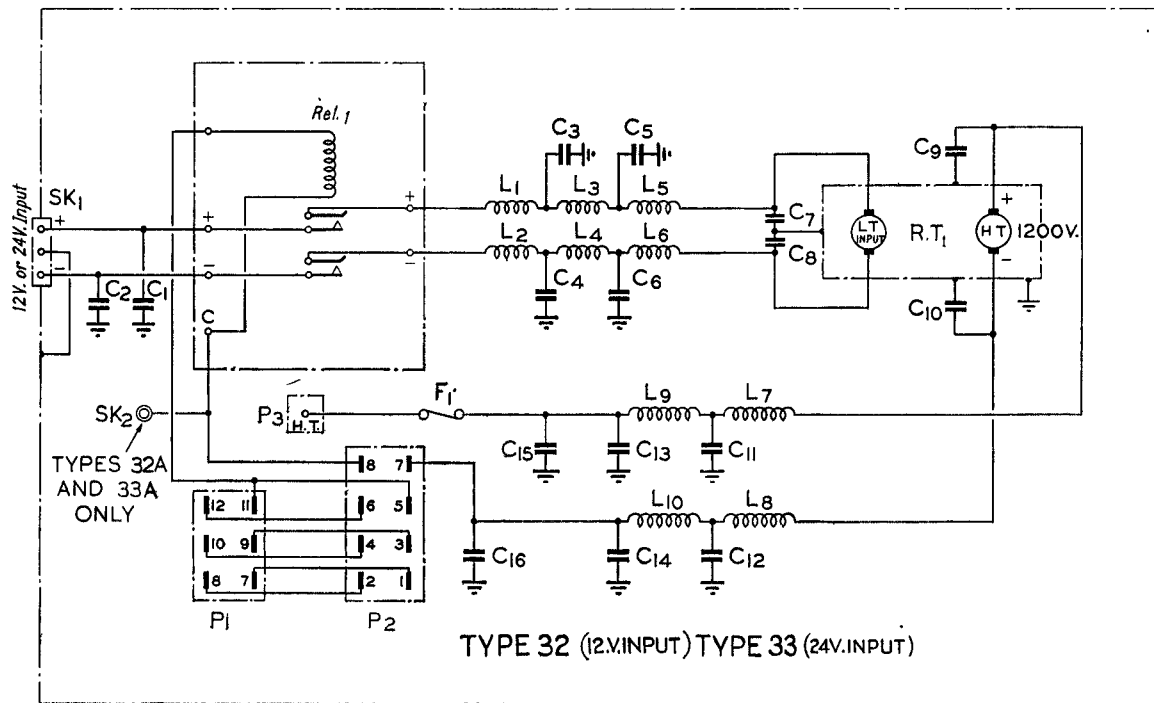 Rel. 1
SK1
12V. or 24V. Input
+
-
+
-
C
+
-
C2
C1
L1
L3
L5
C3
C5
L2
L4
L6
C4
C6
C7
C8
LT
INPUT
R.T1
C9
C10
+
HT
-
1200V.
SK2
TYPES 32A
AND 33A
ONLY
P3
H.T.
F1
L9
L7
C15
C13
C11
L10
L8
C16
C14
C12
8 7
12 11
6 5
10 9
4 3
8 7
2 1
P1
P2
TYPE 32 (12.V.INPUT) TYPE 33 (24V.INPUT)